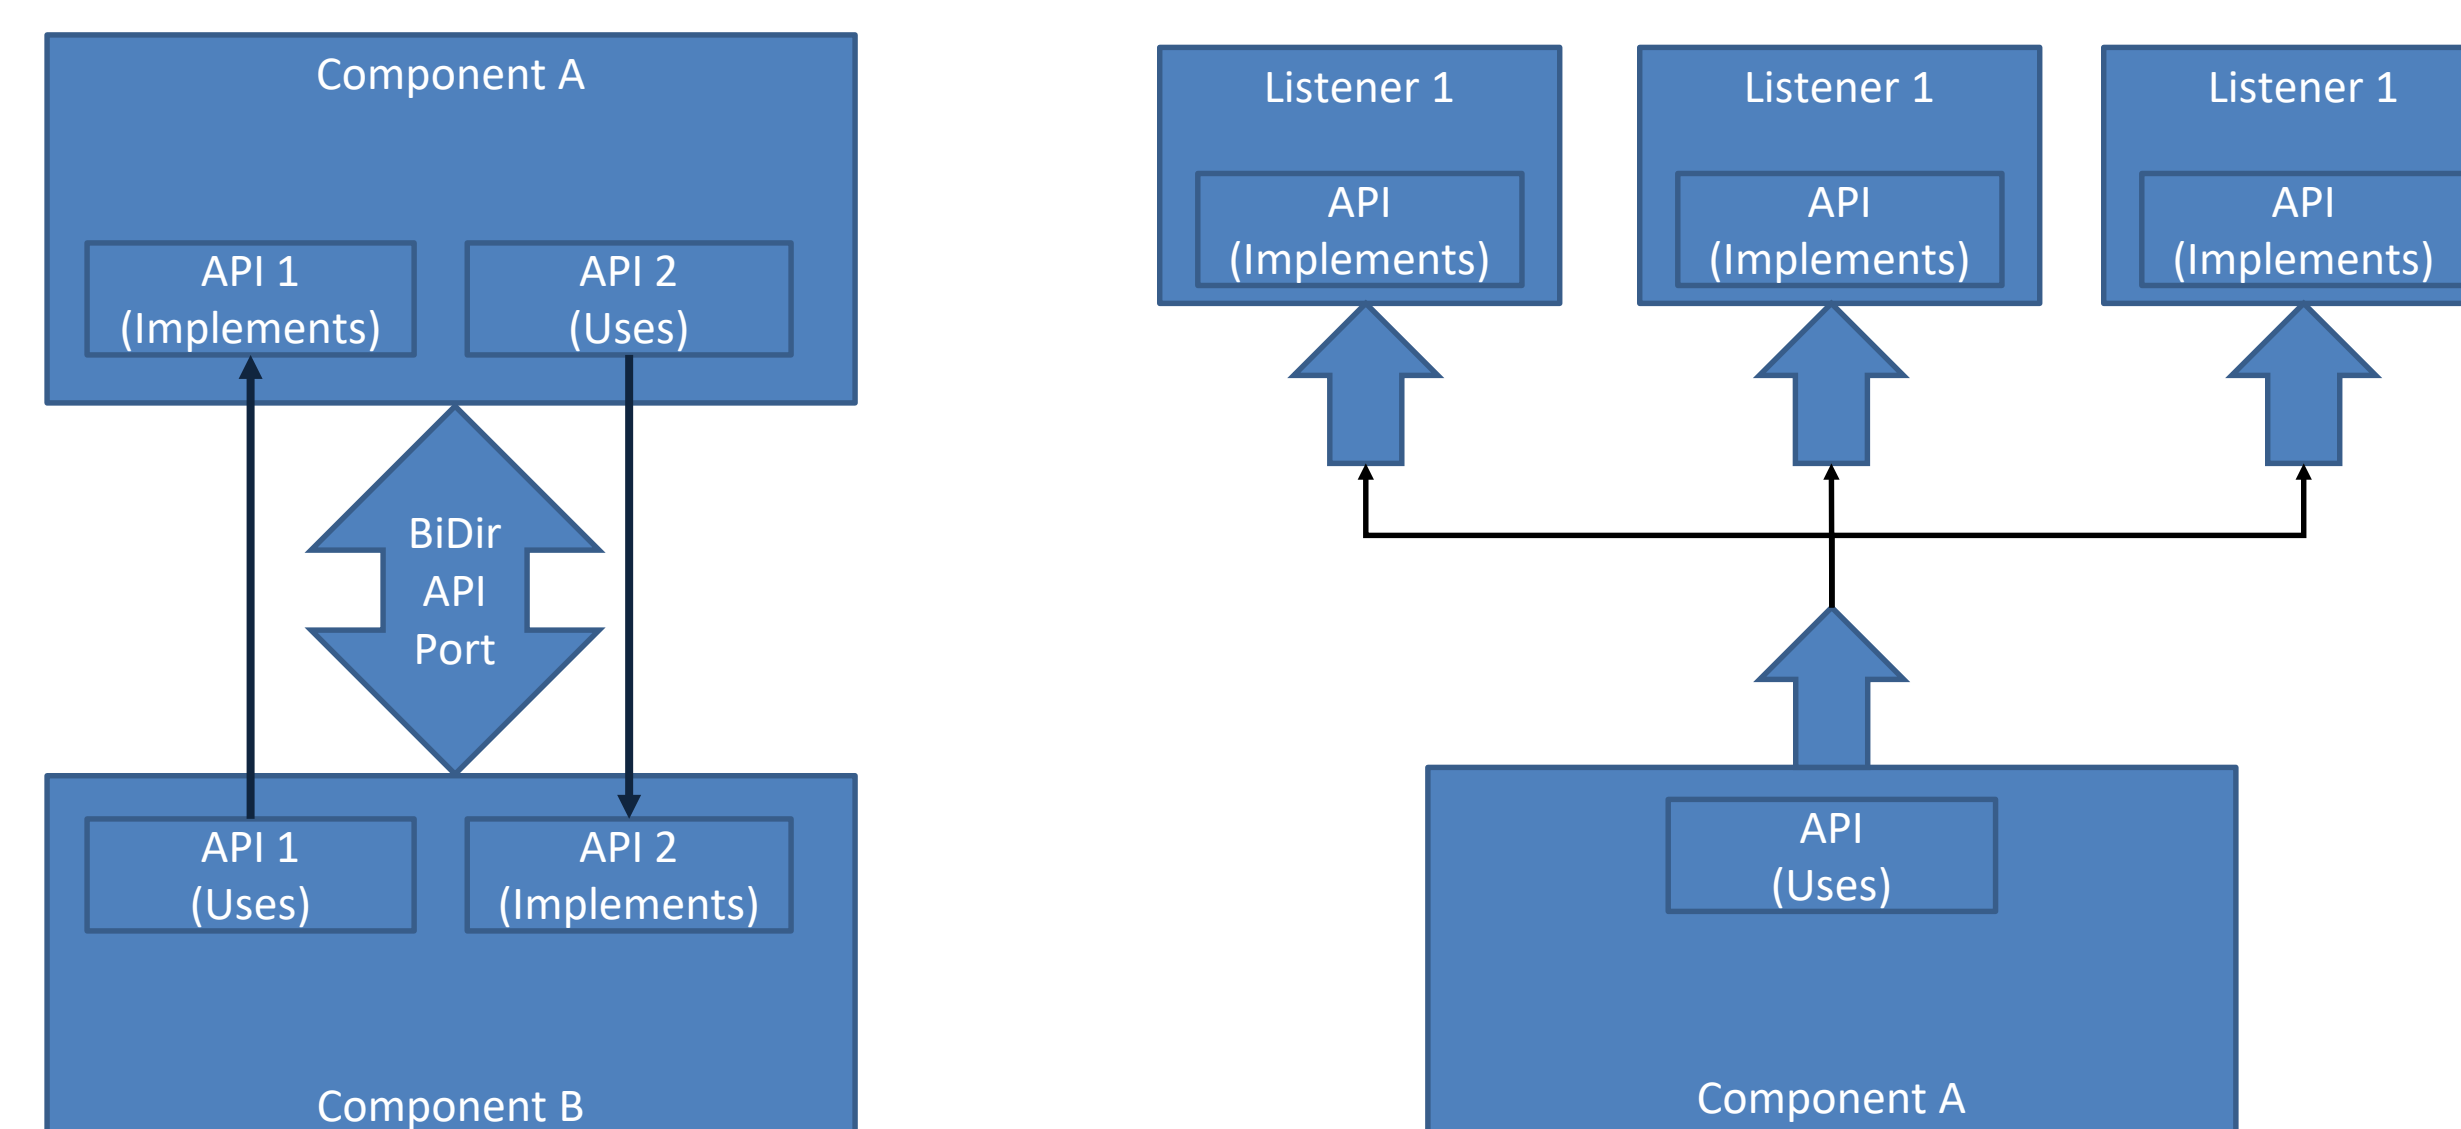 Component A
API 1
(Implements)
API 2
(Uses)
BiDir
API
Port
API 1
(Uses)
API 2
(Implements)
Component B
Listener 1
API
(Implements)
Listener 1
API
(Implements)
Listener 1
API
(Implements)
API
(Uses)
Component A